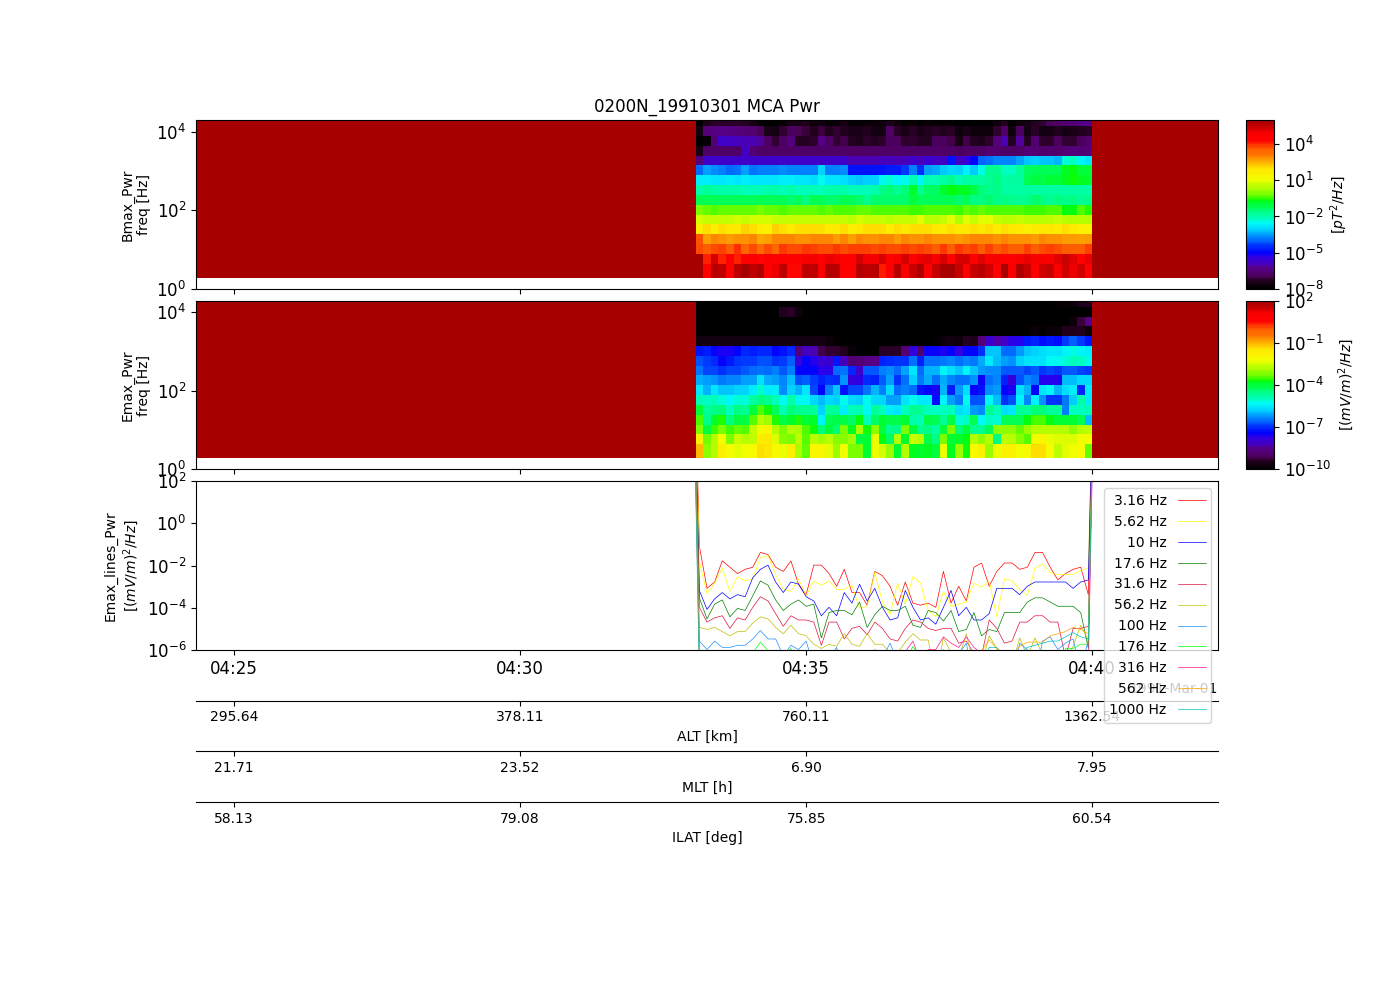 0200N_19910301 MCA Pwr
Bmax_Pwr
freq [Hz]
10^4
10^2
10^0
10^4
10^1
10^-2
10^-5
10^-8
[pT^2/Hz]
Emax_Pwr
freq [Hz]
10^4
10^2
10^0
10^2
10^-1
10^-4
10^-7
10^-10
[(mV/m)^2/Hz]
Emax_lines_Pwr
[(mV/m)^2/Hz]
10^2
10^0
10^-2
10^-4
10^-6
3.16 Hz
5.62 Hz
10 Hz
17.6 Hz
31.6 Hz
56.2 Hz
100 Hz
176 Hz
316 Hz
562 Hz
1000 Hz
04:25 04:30 04:35 04:40
-Mar-01
295.64 378.11 760.11 1362.54
ALT [km]
21.71 23.52 6.90 7.95
MLT [h]
58.13 79.08 75.85 60.54
ILAT [deg]